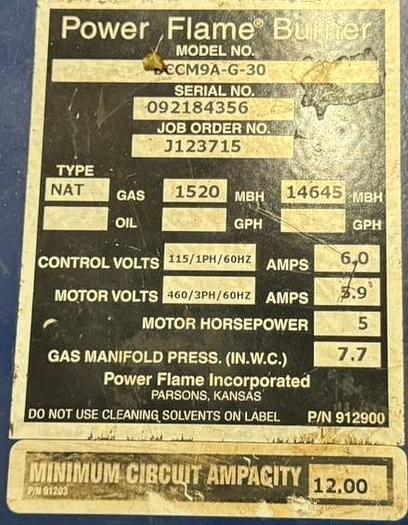 Power Flame® Burner
MODEL NO.
CCM9A-G-30
SERIAL NO.
092184356
JOB ORDER NO.
J123715
TYPE
NAT GAS 1520 MBH 14645 MBH
OIL GPH GPH
CONTROL VOLTS 115/1PH/60HZ AMPS 6.0
MOTOR VOLTS 460/3PH/60HZ AMPS 5.9
MOTOR HORSEPOWER 5
GAS MANIFOLD PRESS. (IN.W.C.) 7.7
Power Flame Incorporated
PARSONS, KANSAS
DO NOT USE CLEANING SOLVENTS ON LABEL P/N 912900
MINIMUM CIRCUIT AMPACITY 12.00
P/N 91203